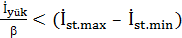 İyük/β < (İst.max − İst.min)